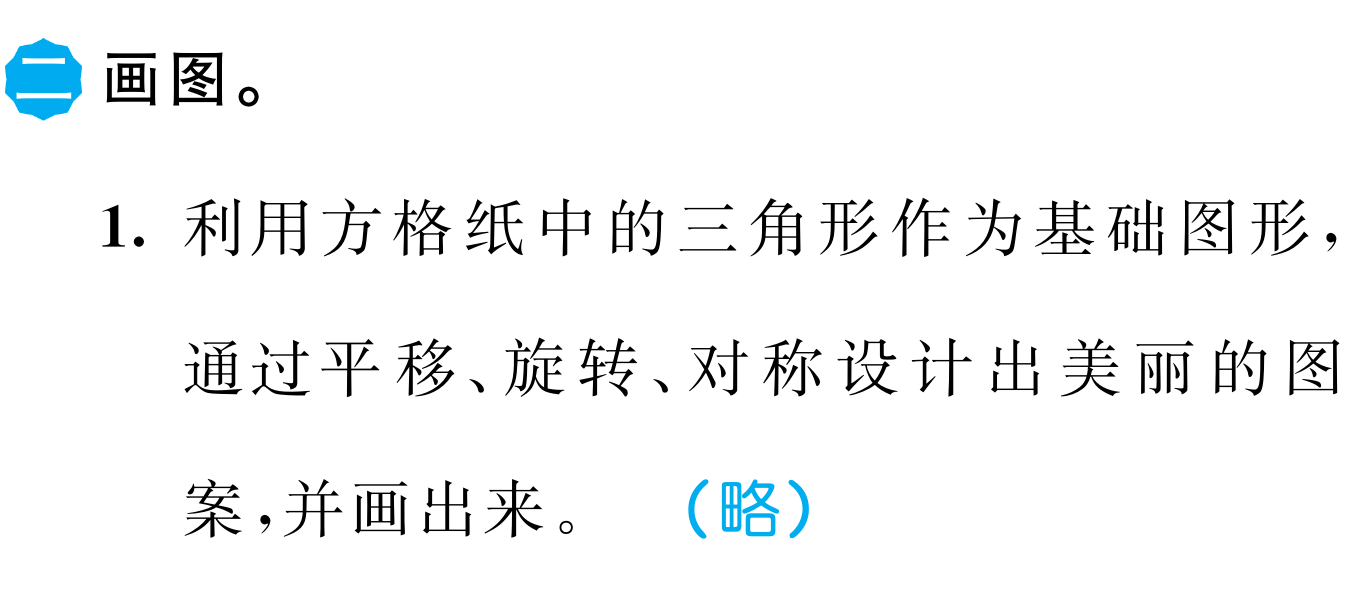 二 画图。
1. 利用方格纸中的三角形作为基础图形，
通过平移、旋转、对称设计出美丽的图
案，并画出来。 （略）